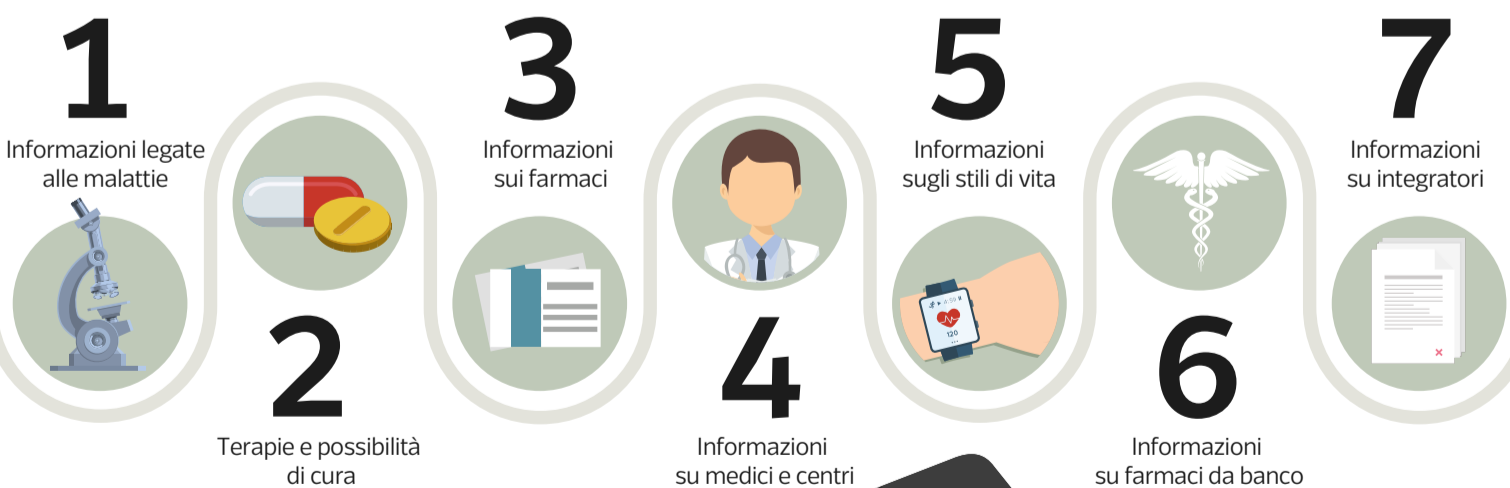 1
Informazioni legate
alle malattie
2
Terapie e possibilità
di cura
3
Informazioni
sui farmaci
4
Informazioni
su medici e centri
5
Informazioni
sugli stili di vita
120
6
Informazioni
su farmaci da banco
7
Informazioni
su integratori